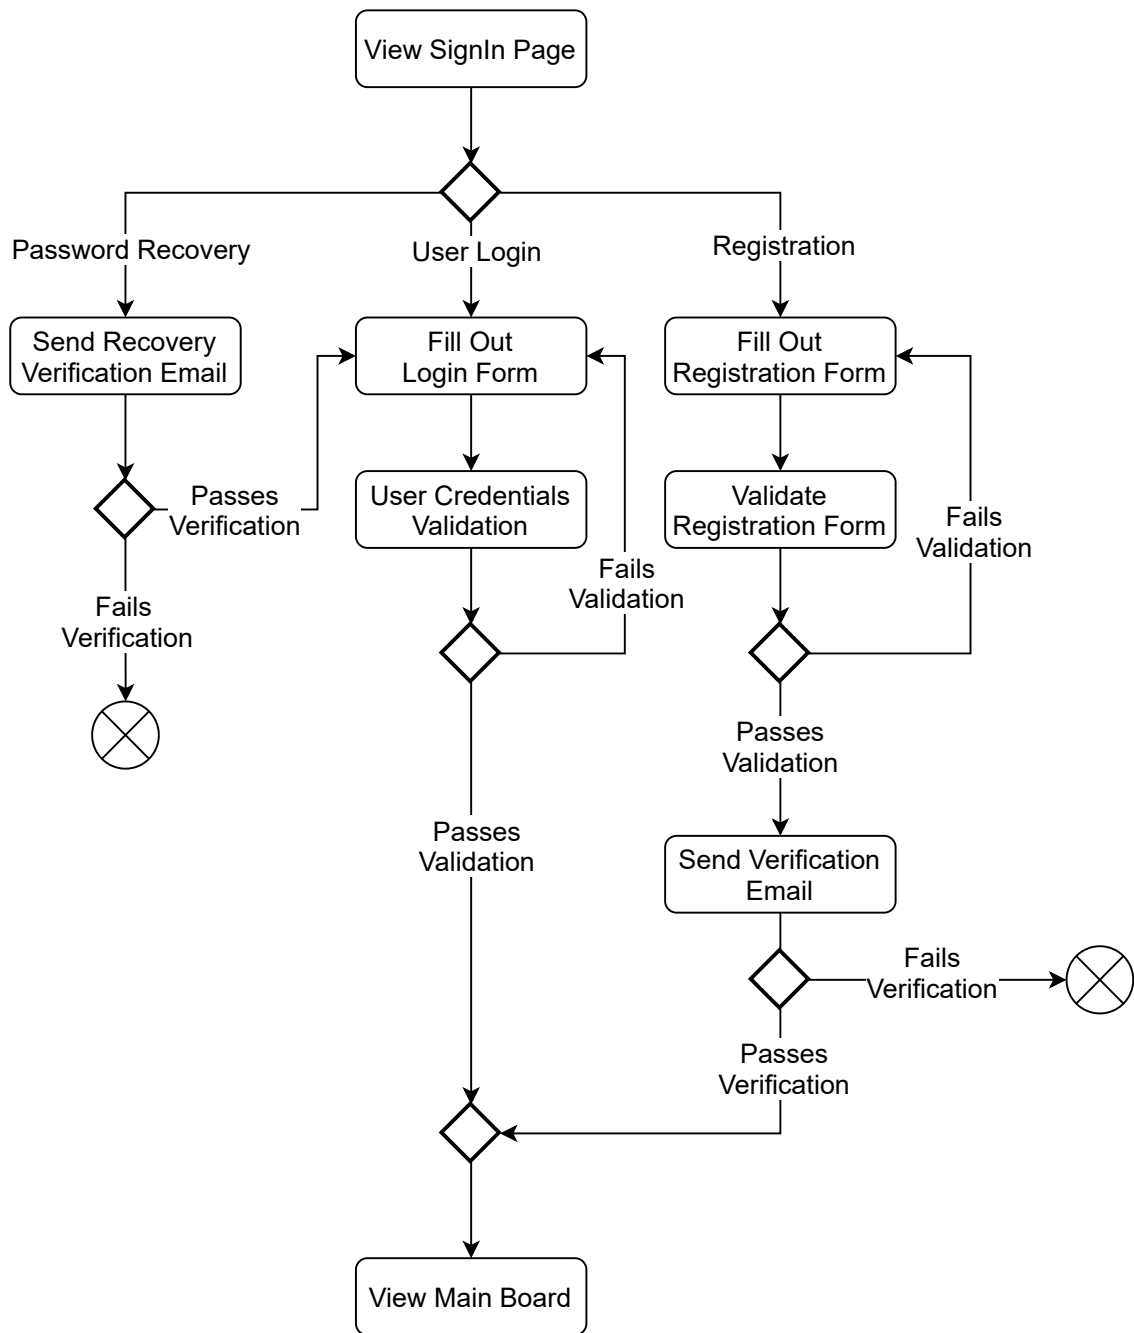 View SignIn Page
Password Recovery
User Login
Registration
Send Recovery
Verification Email
Fill Out
Login Form
Fill Out
Registration Form
Passes
Verification
User Credentials
Validation
Validate
Registration Form
Fails
Validation
Fails
Validation
Fails
Verification
Passes
Validation
Passes
Validation
Send Verification
Email
Fails
Verification
Passes
Verification
View Main Board